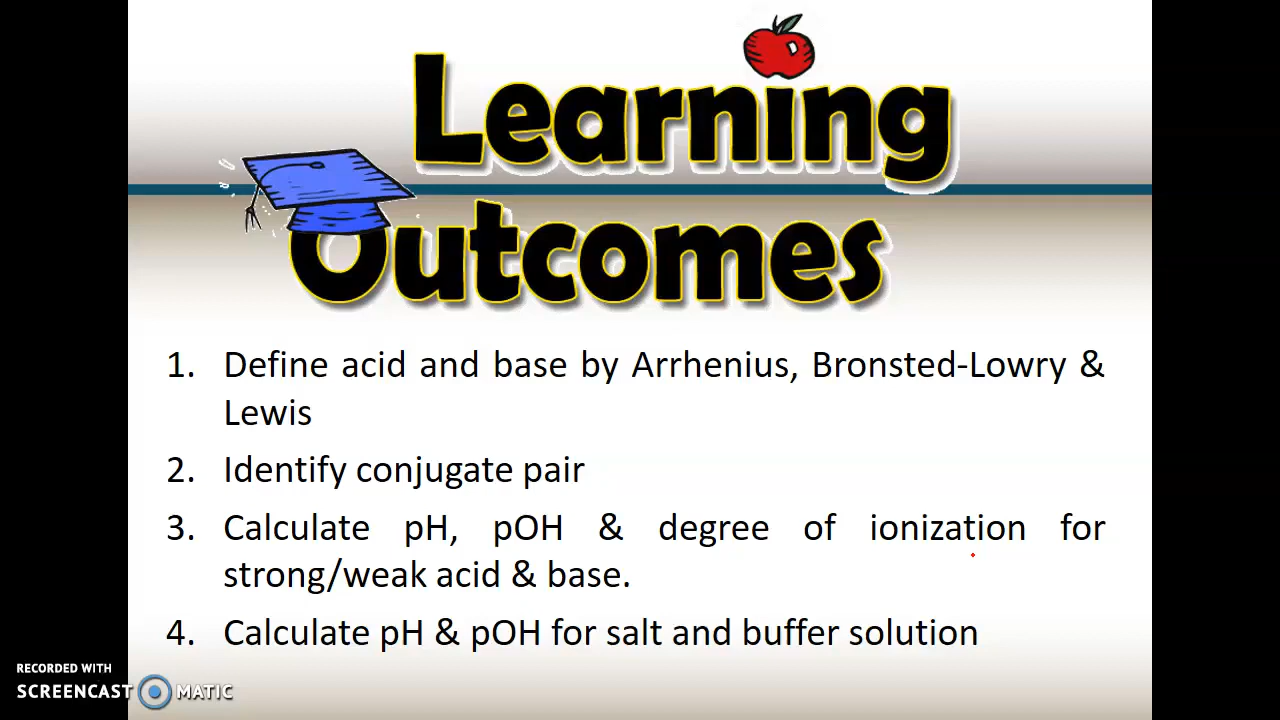 Learning
Outcomes
1. Define acid and base by Arrhenius, Bronsted-Lowry &
Lewis
2. Identify conjugate pair
3. Calculate pH, pOH & degree of ionization for
strong/weak acid & base.
4. Calculate pH & pOH for salt and buffer solution
RECORDED WITH
SCREENCAST MATIC